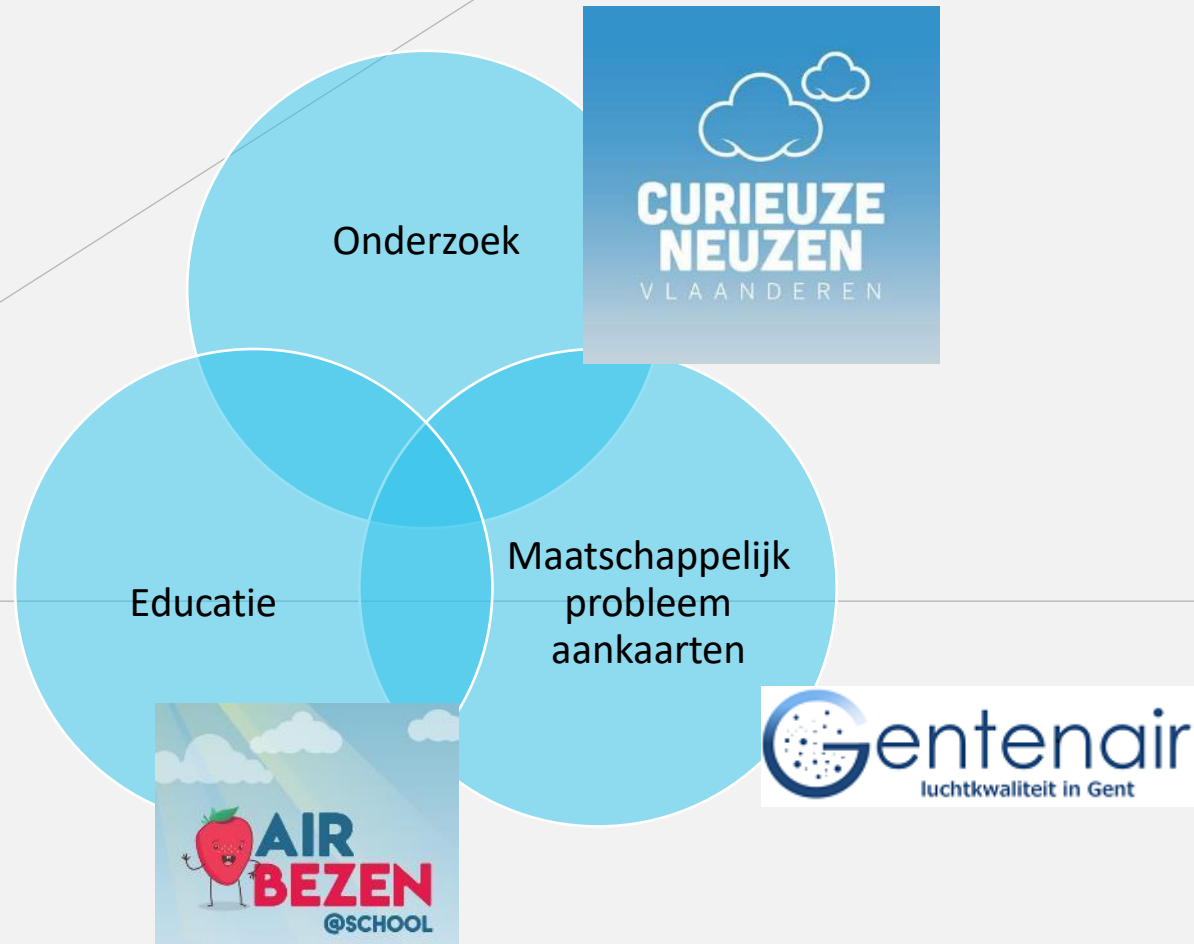 CURIEUZE
NEUZEN
VLAANDEREN
Onderzoek
Maatschappelijk
probleem
aankaarten
Educatie
Gentenair
luchtkwaliteit in Gent
AIR
BEZEN
@SCHOOL